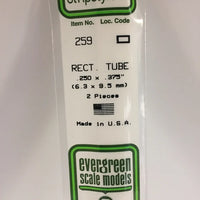 Item No. Loc. Code
259
RECT. TUBE
.250 x .375"
(6.3 x 9.5 mm)
2 Pieces
Made in U.S.A.
evergreen
scale models